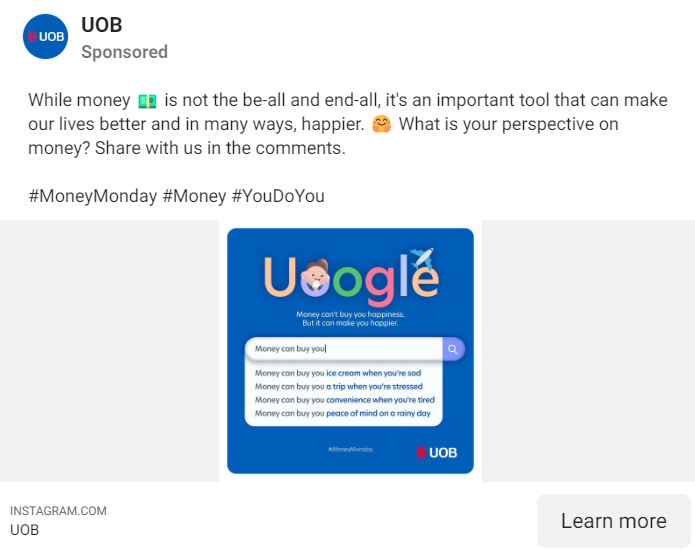 UOB
UOB
Sponsored
While money 💵 is not the be-all and end-all, it's an important tool that can make
our lives better and in many ways, happier. 🤗 What is your perspective on
money? Share with us in the comments.
#MoneyMonday #Money #YouDoYou
Uoogle
Money can't buy you happiness.
But it can make you happier.
Money can buy you|
Money can buy you ice cream when you're sad
Money can buy you a trip when you're stressed
Money can buy you convenience when you're tired
Money can buy you peace of mind on a rainy day
#MoneyMonday
UOB
INSTAGRAM.COM
UOB
Learn more